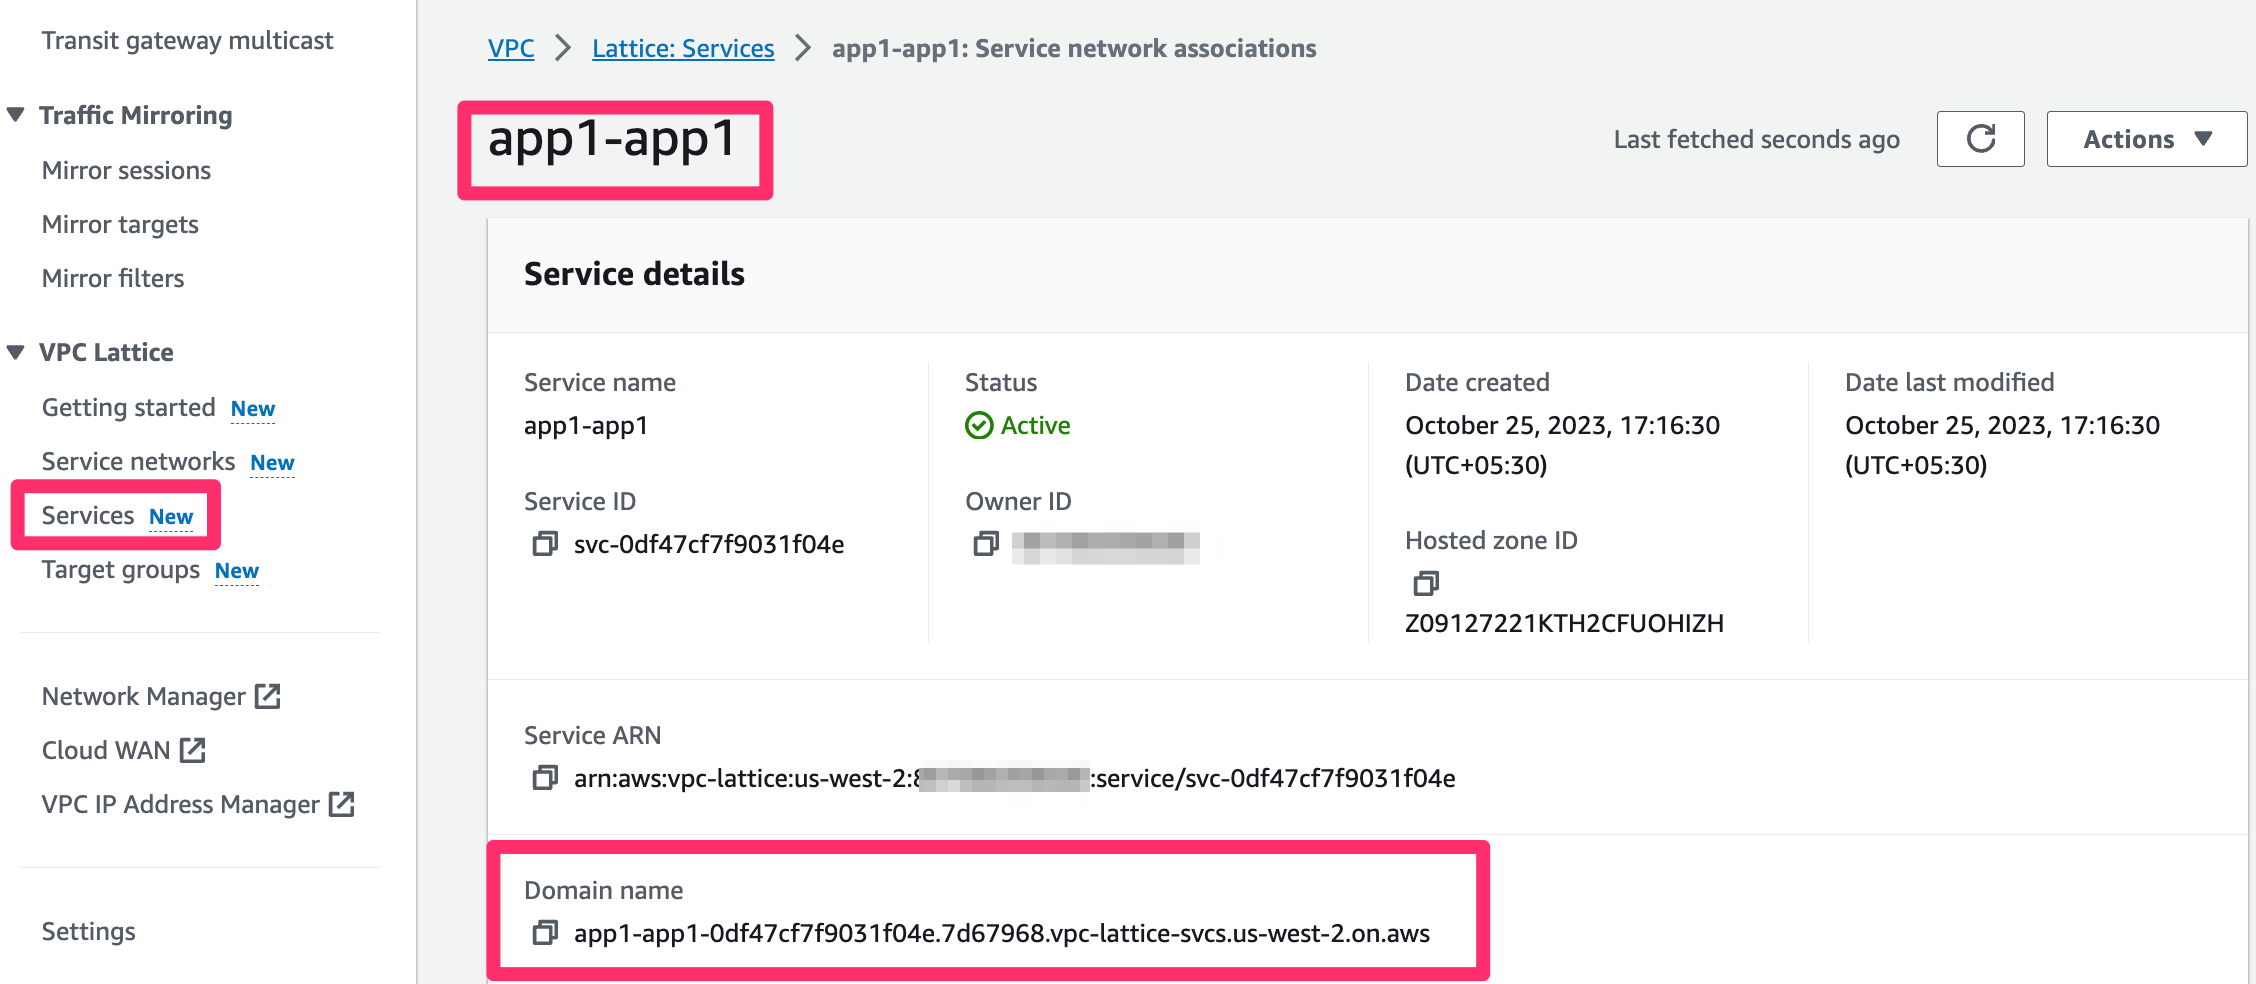 Transit gateway multicast
Traffic Mirroring
Mirror sessions
Mirror targets
Mirror filters
VPC Lattice
Getting started New
Service networks New
Services New
Target groups New
Network Manager
Cloud WAN
VPC IP Address Manager
Settings
VPC > Lattice: Services > app1-app1: Service network associations
app1-app1
Last fetched seconds ago
Actions
Service details
Service name
app1-app1
Service ID
svc-0df47cf7f9031f04e
Status
Active
Owner ID
Date created
October 25, 2023, 17:16:30
(UTC+05:30)
Hosted zone ID
Z09127221KTH2CFUOHIZH
Date last modified
October 25, 2023, 17:16:30
(UTC+05:30)
Service ARN
arn:aws:vpc-lattice:us-west-2: :service/svc-0df47cf7f9031f04e
Domain name
app1-app1-0df47cf7f9031f04e.7d67968.vpc-lattice-svcs.us-west-2.on.aws